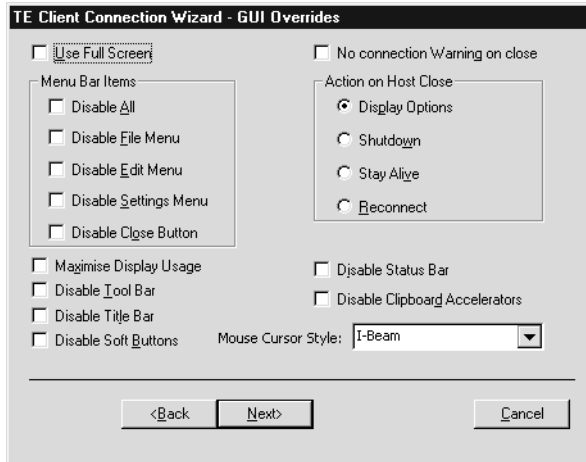 TE Client Connection Wizard - GUI Overrides
Use Full Screen
No connection Warning on close
Menu Bar Items
Disable All
Disable File Menu
Disable Edit Menu
Disable Settings Menu
Disable Close Button
Action on Host Close
Display Options
Shutdown
Stay Alive
Reconnect
Maximise Display Usage
Disable Tool Bar
Disable Title Bar
Disable Soft Buttons
Disable Status Bar
Disable Clipboard Accelerators
Mouse Cursor Style: I-Beam
<Back Next> Cancel